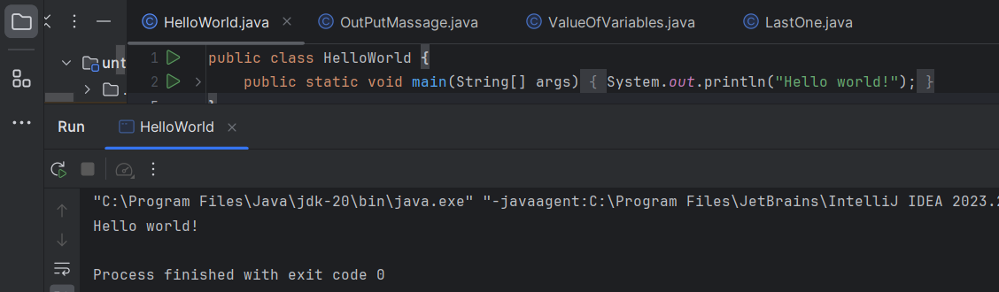 HelloWorld.java
OutPutMassage.java
ValueOfVariables.java
LastOne.java
unt
1 public class HelloWorld {
2 public static void main(String[] args) { System.out.println("Hello world!"); }
}
Run
HelloWorld
"C:\Program Files\Java\jdk-20\bin\java.exe" "-javaagent:C:\Program Files\JetBrains\IntelliJ IDEA 2023.2
Hello world!
Process finished with exit code 0